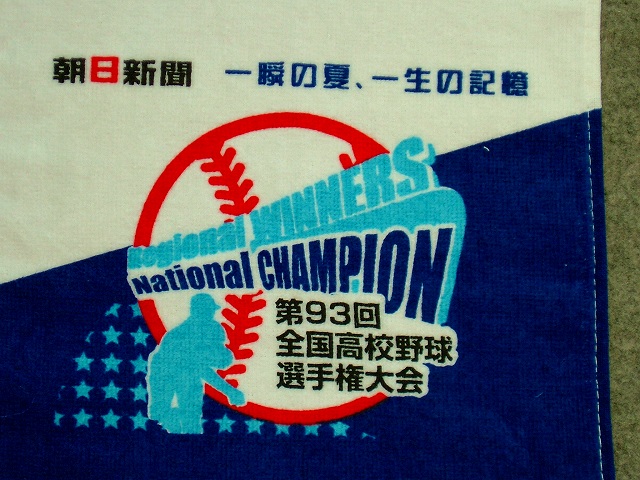 朝日新聞 一瞬の夏、一生の記憶
Regional WINNERS
National CHAMPION
第93回
全国高校野球
選手権大会